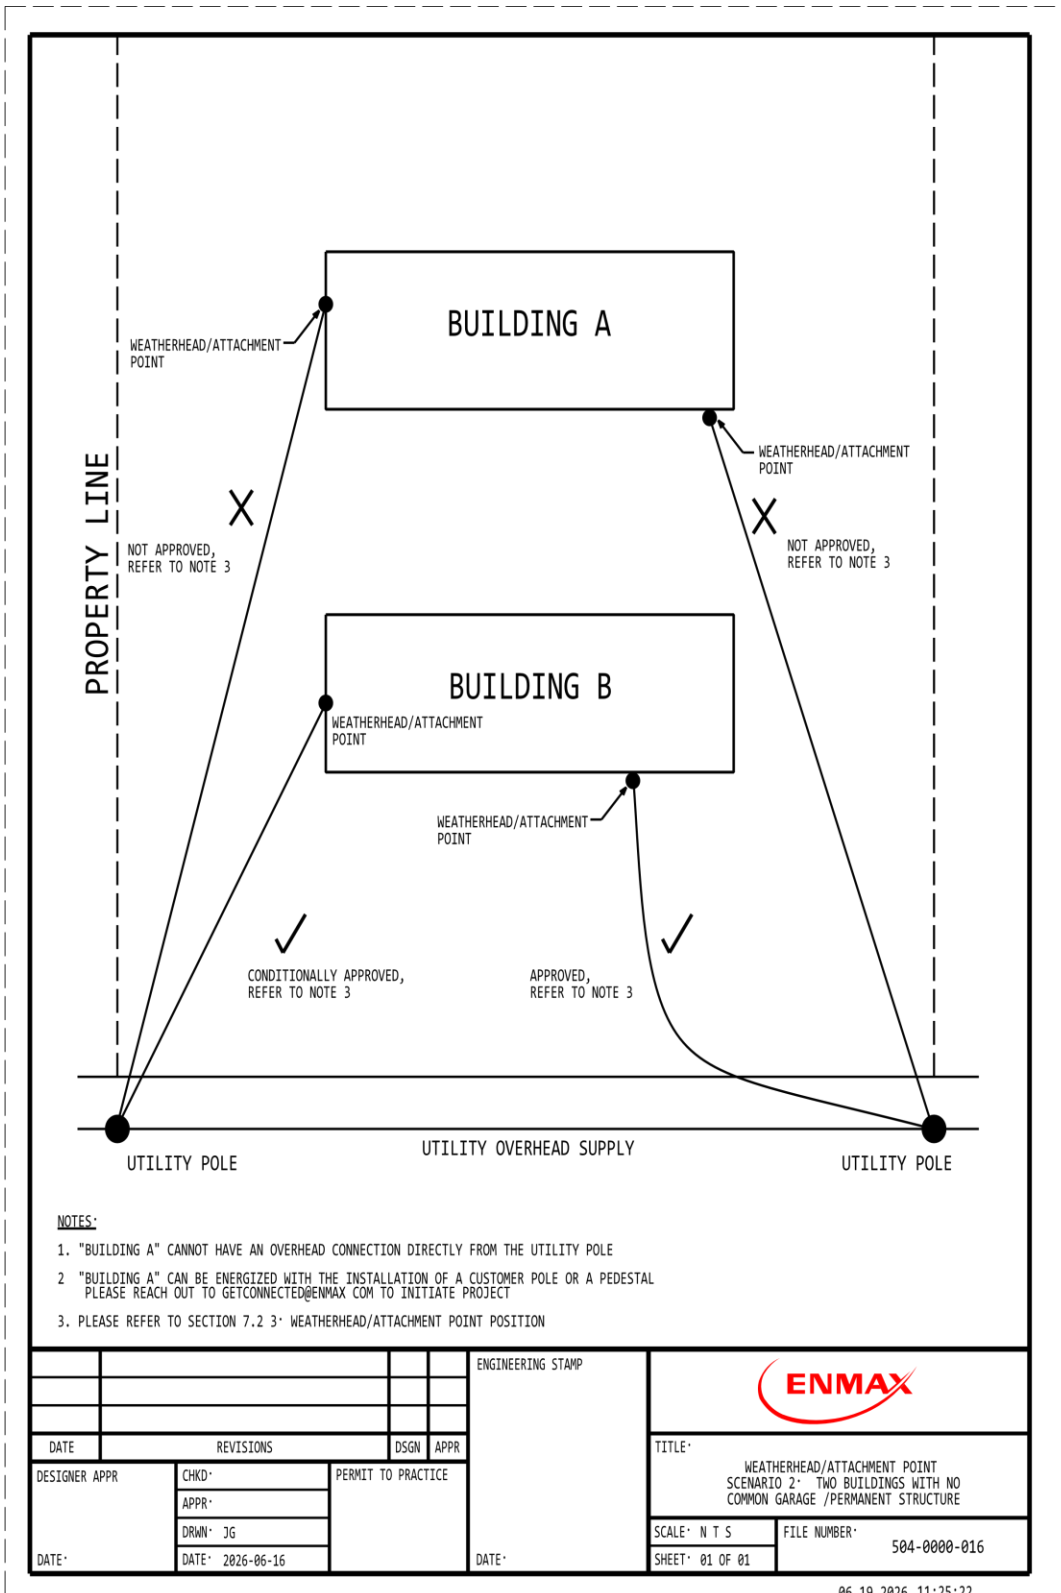 BUILDING A
WEATHERHEAD/ATTACHMENT
POINT
WEATHERHEAD/ATTACHMENT
POINT
PROPERTY LINE
NOT APPROVED,
REFER TO NOTE 3
NOT APPROVED,
REFER TO NOTE 3
BUILDING B
WEATHERHEAD/ATTACHMENT
POINT
WEATHERHEAD/ATTACHMENT
POINT
CONDITIONALLY APPROVED,
REFER TO NOTE 3
APPROVED,
REFER TO NOTE 3
UTILITY OVERHEAD SUPPLY
UTILITY POLE
UTILITY POLE
NOTES·
1. "BUILDING A" CANNOT HAVE AN OVERHEAD CONNECTION DIRECTLY FROM THE UTILITY POLE
2 "BUILDING A" CAN BE ENERGIZED WITH THE INSTALLATION OF A CUSTOMER POLE OR A PEDESTAL
PLEASE REACH OUT TO GETCONNECTED@ENMAX COM TO INITIATE PROJECT
3. PLEASE REFER TO SECTION 7.2 3· WEATHERHEAD/ATTACHMENT POINT POSITION
DATE
REVISIONS
DSGN
APPR
DESIGNER APPR
DATE·
CHKD·
APPR·
DRWN· JG
DATE· 2026-06-16
PERMIT TO PRACTICE
ENGINEERING STAMP
DATE·
ENMAX
TITLE·
WEATHERHEAD/ATTACHMENT POINT
SCENARIO 2· TWO BUILDINGS WITH NO
COMMON GARAGE /PERMANENT STRUCTURE
SCALE· N T S
SHEET· 01 OF 01
FILE NUMBER·
504-0000-016
06 19 2026 11:25:22